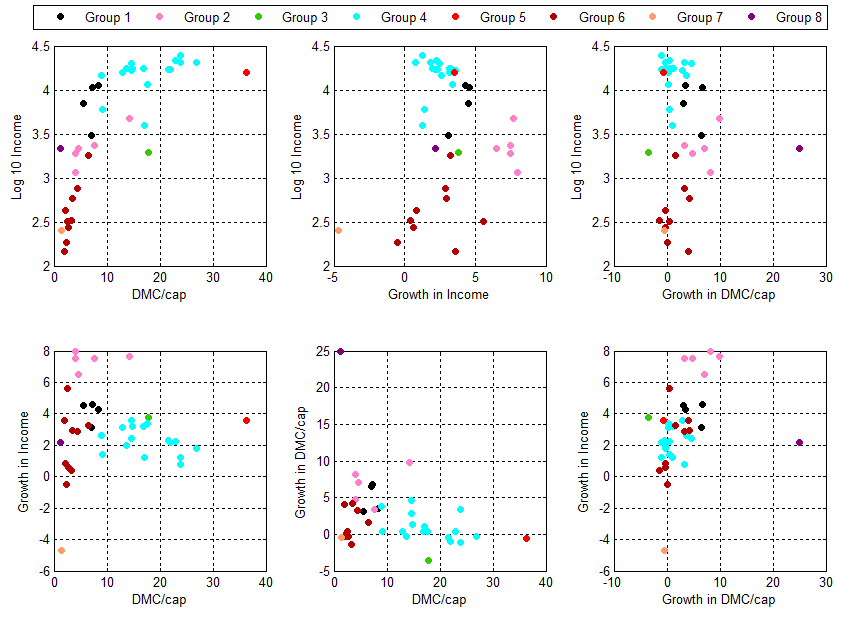 Group 1 Group 2 Group 3 Group 4 Group 5 Group 6 Group 7 Group 8
4.5
4
3.5
3
2.5
2
Log 10 Income
0 10 20 30 40
DMC/cap
4.5
4
3.5
3
2.5
2
Log 10 Income
-5 0 5 10
Growth in Income
4.5
4
3.5
3
2.5
2
Log 10 Income
-10 0 10 20 30
Growth in DMC/cap
8
6
4
2
0
-2
-4
-6
Growth in Income
0 10 20 30 40
DMC/cap
25
20
15
10
5
0
-5
Growth in DMC/cap
0 10 20 30 40
DMC/cap
8
6
4
2
0
-2
-4
-6
Growth in Income
-10 0 10 20 30
Growth in DMC/cap